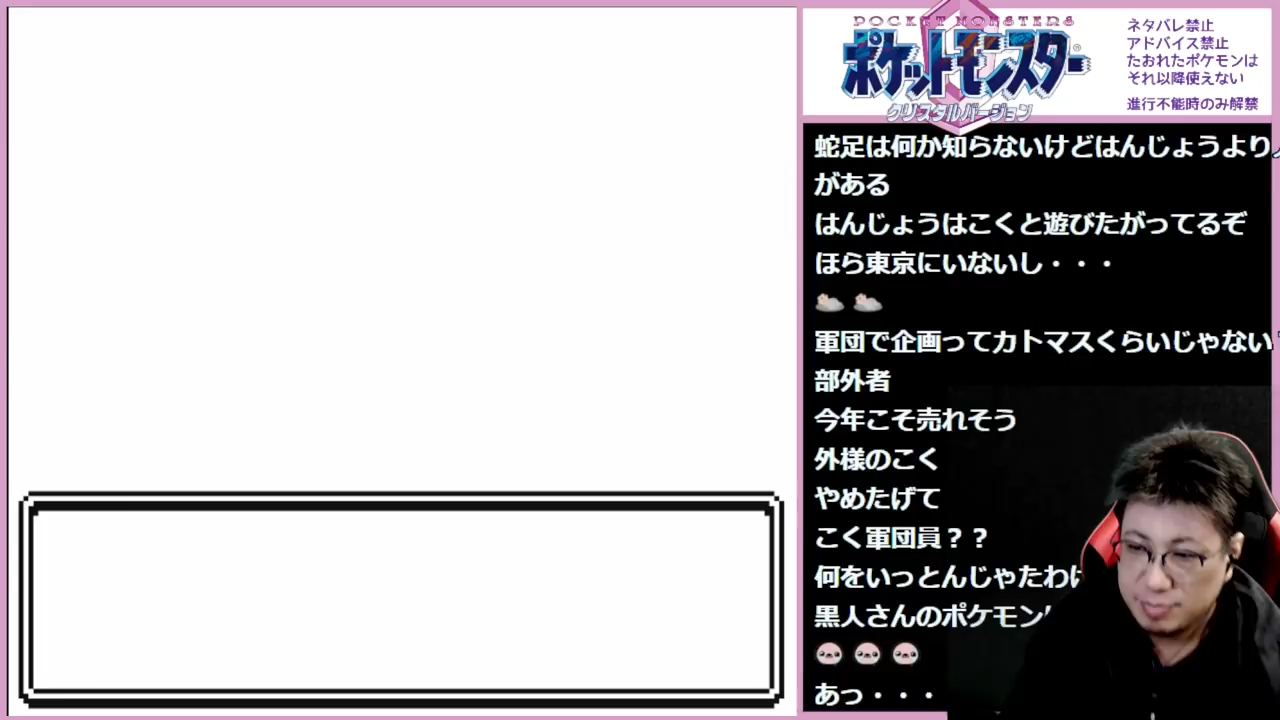 POCKET MONSTERS
ポケットモンスター
クリスタルバージョン
ネタバレ禁止
アドバイス禁止
たおれたポケモンは
それ以降使えない
進行不能時のみ解禁
蛇足は何か知らないけどはんじょうより
がある
はんじょうはこくと遊びたがってるぞ
ほら東京にいないし・・・
軍団で企画ってカトマスくらいじゃない
部外者
今年こそ売れそう
外様のこく
やめたげて
こく軍団員？？
何をいっとんじゃたわけ
黒人さんのポケモン
あっ・・・